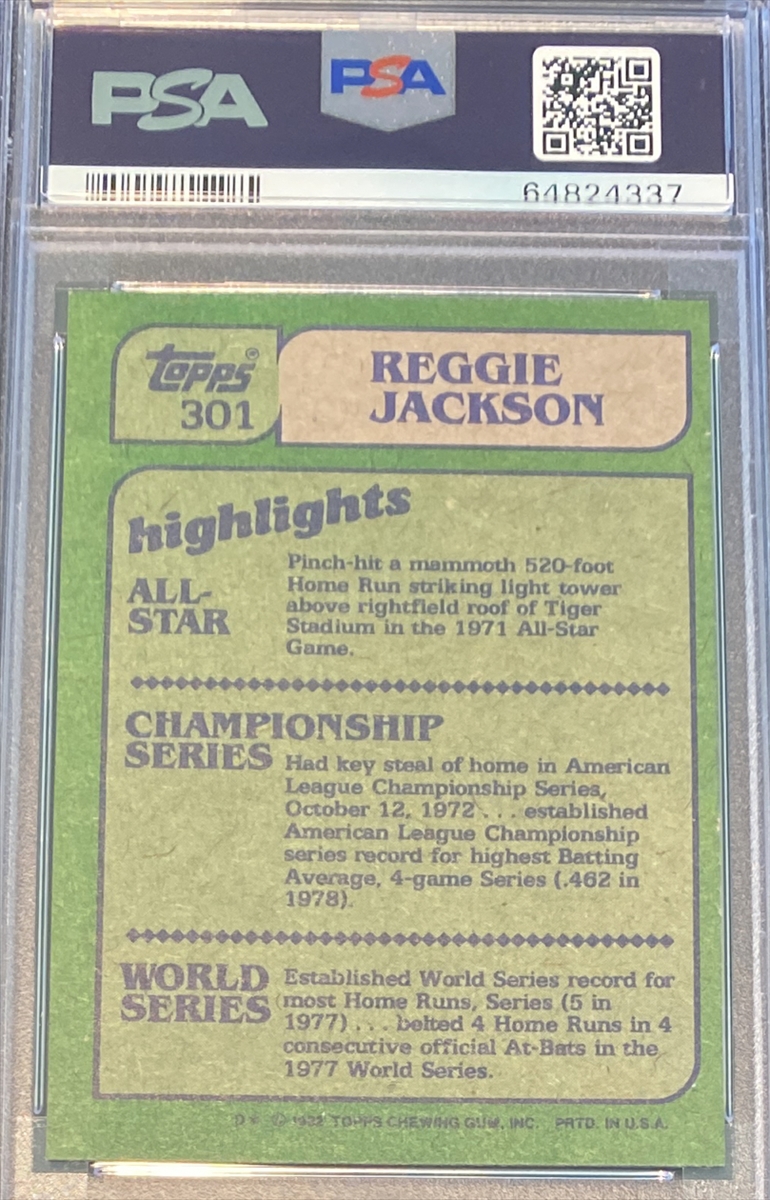 PSA
PSA
64824337
Topps®
301
REGGIE
JACKSON
highlights
ALL-
STAR
Pinch-hit a mammoth 520-foot
Home Run striking light tower
above rightfield roof of Tiger
Stadium in the 1971 All-Star
Game.
CHAMPIONSHIP
SERIES
Had key steal of home in American
League Championship Series,
October 12, 1972 . . . established
American League Championship
series record for highest Batting
Average, 4-game Series (.462 in
1978).
WORLD
SERIES
Established World Series record for
most Home Runs, Series (5 in
1977) . . . belted 4 Home Runs in 4
consecutive official At-Bats in the
1977 World Series.
D* © 1982 TOPPS CHEWING GUM, INC. PRTD. IN U.S.A.